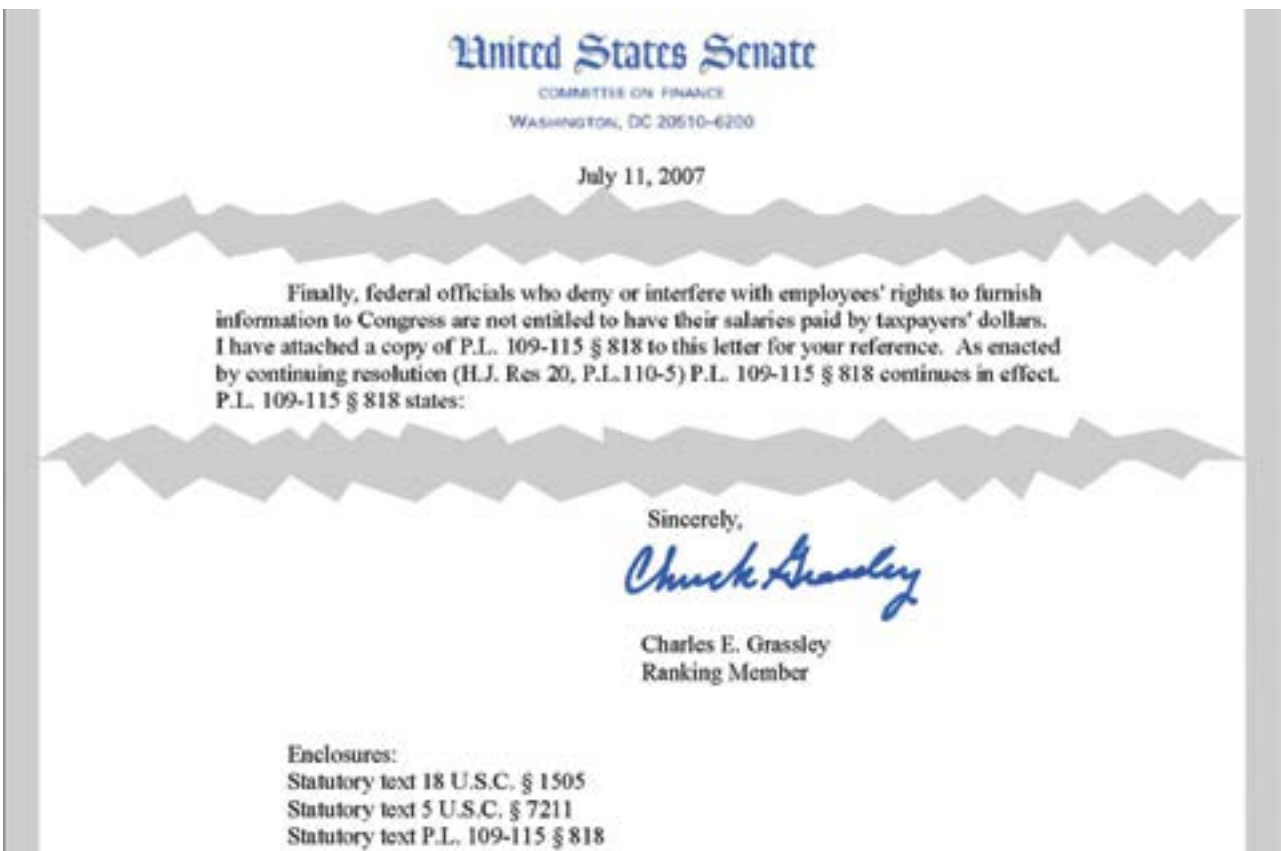 United States Senate
COMMITTEE ON FINANCE
WASHINGTON, DC 20510–6200
July 11, 2007
Finally, federal officials who deny or interfere with employees' rights to furnish
information to Congress are not entitled to have their salaries paid by taxpayers' dollars.
I have attached a copy of P.L. 109-115 § 818 to this letter for your reference. As enacted
by continuing resolution (H.J. Res 20, P.L.110-5) P.L. 109-115 § 818 continues in effect.
P.L. 109-115 § 818 states:
Sincerely,
Chuck Grassley
Charles E. Grassley
Ranking Member
Enclosures:
Statutory text 18 U.S.C. § 1505
Statutory text 5 U.S.C. § 7211
Statutory text P.L. 109-115 § 818